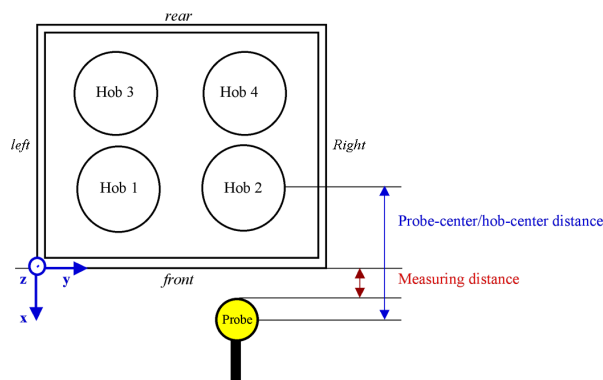 rear
Hob 3
Hob 4
left
Right
Hob 1
Hob 2
Probe-center/hob-center distance
z
y
front
Measuring distance
x
Probe